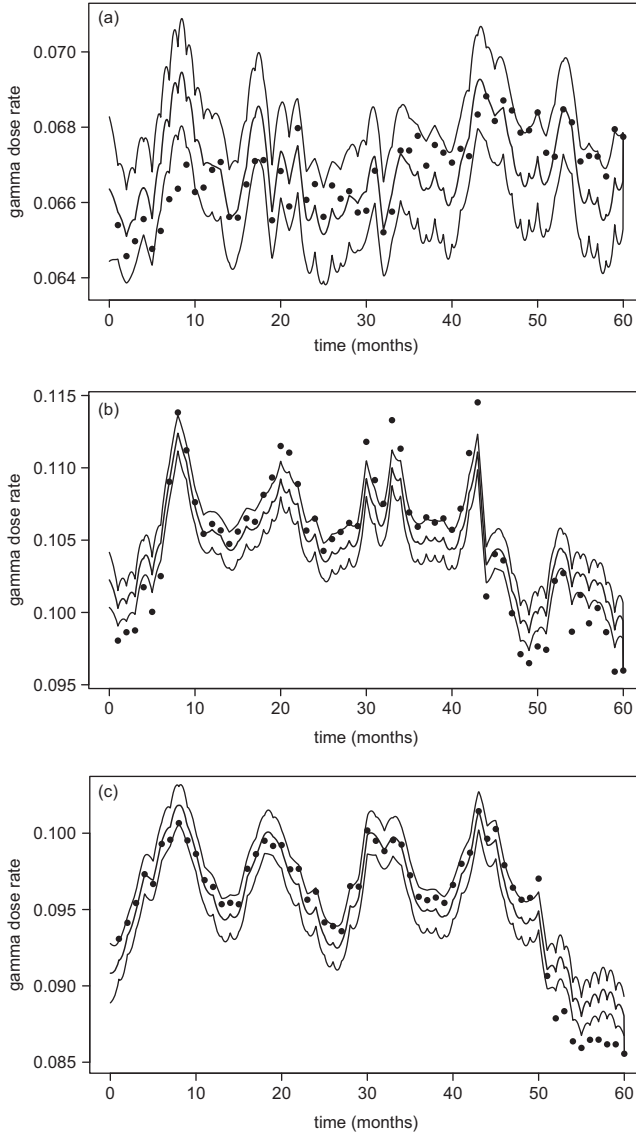 (a)
0.070
0.068
0.066
0.064
gamma dose rate
0 10 20 30 40 50 60
time (months)
(b)
0.115
0.110
0.105
0.100
0.095
gamma dose rate
0 10 20 30 40 50 60
time (months)
(c)
0.100
0.095
0.090
0.085
gamma dose rate
0 10 20 30 40 50 60
time (months)